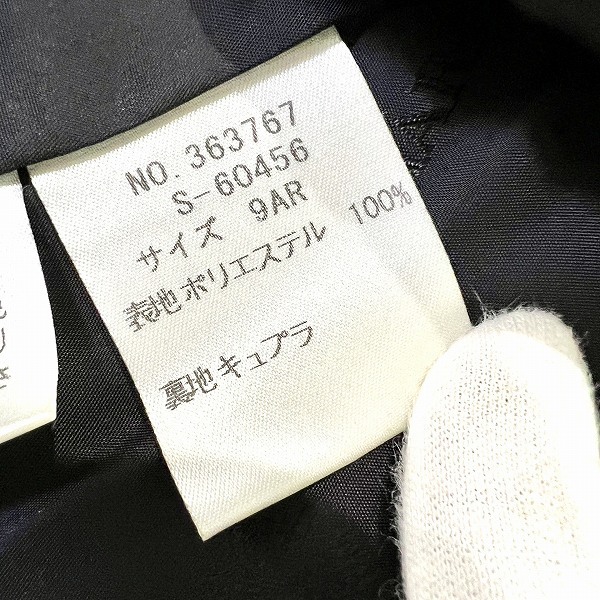 NO.363767
S-60456
サイズ 9AR
表地ポリエステル 100%
裏地キュプラ